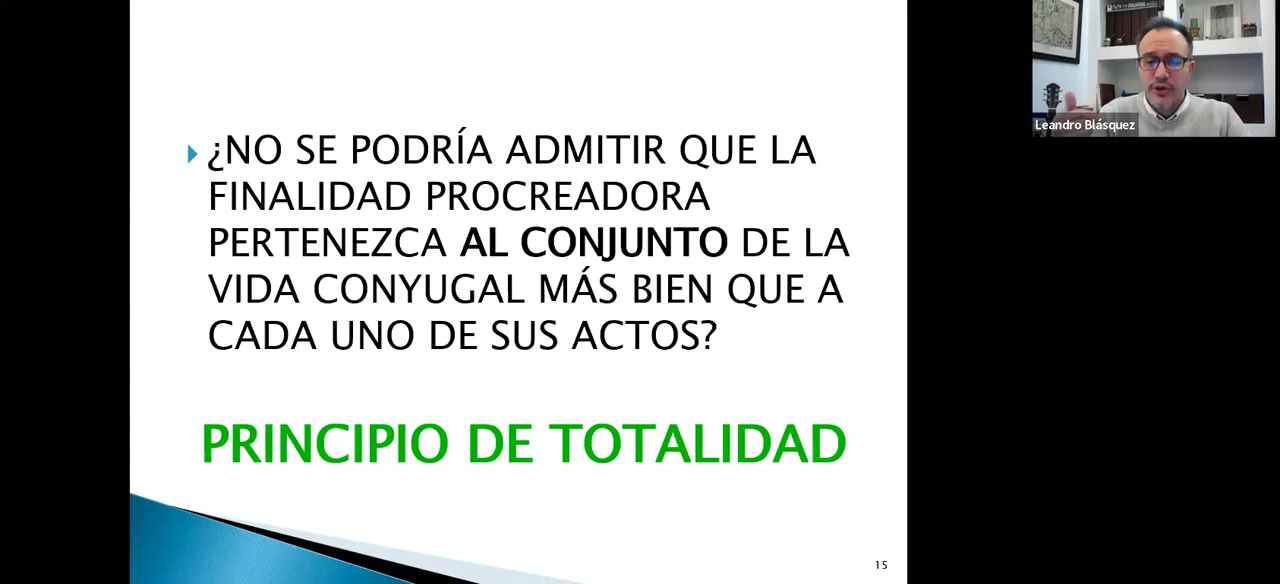 ¿NO SE PODRÍA ADMITIR QUE LA
FINALIDAD PROCREADORA
PERTENEZCA AL CONJUNTO DE LA
VIDA CONYUGAL MÁS BIEN QUE A
CADA UNO DE SUS ACTOS?
PRINCIPIO DE TOTALIDAD
15
Leandro Blásquez